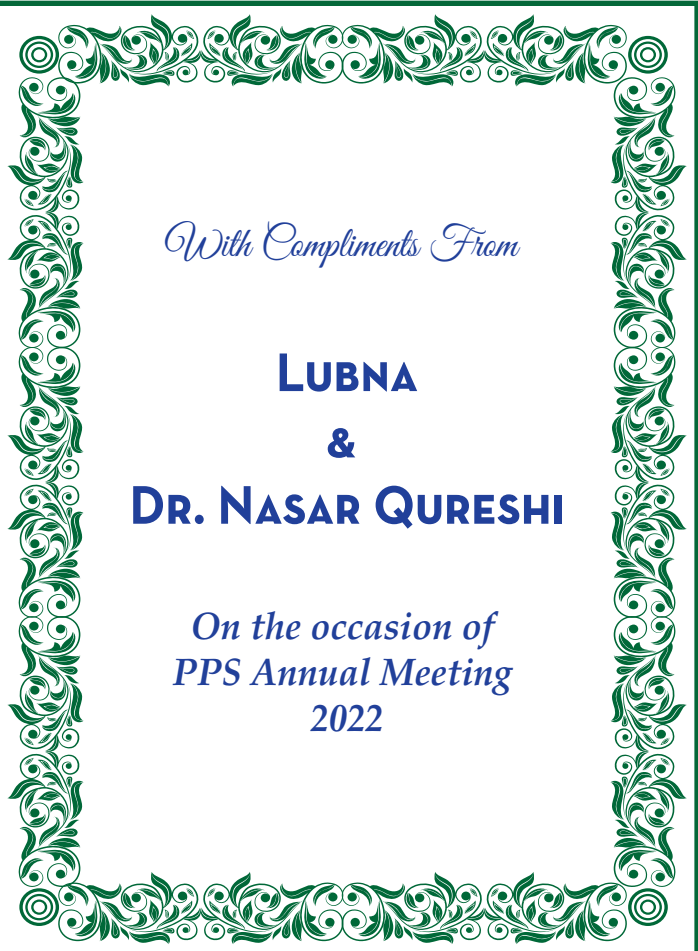 With Compliments From
Lubna
&
Dr. Nasar Qureshi
On the occasion of
PPS Annual Meeting
2022